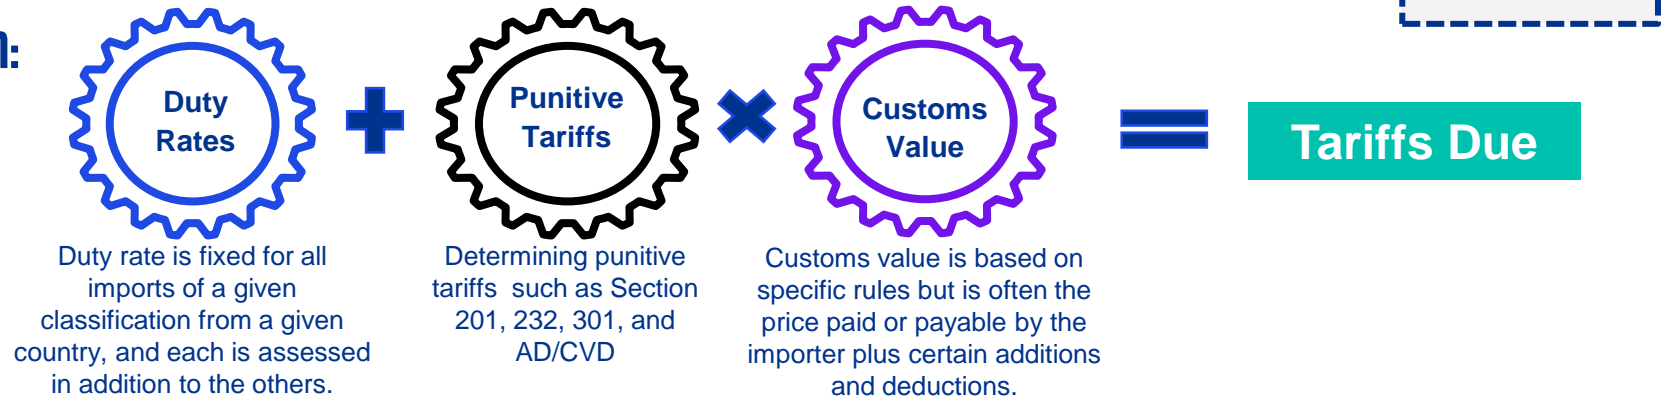 n:
Duty
Rates
Punitive
Tariffs
Customs
Value
Tariffs Due
Duty rate is fixed for all
imports of a given
classification from a given
country, and each is assessed
in addition to the others.
Determining punitive
tariffs such as Section
201, 232, 301, and
AD/CVD
Customs value is based on
specific rules but is often the
price paid or payable by the
importer plus certain additions
and deductions.